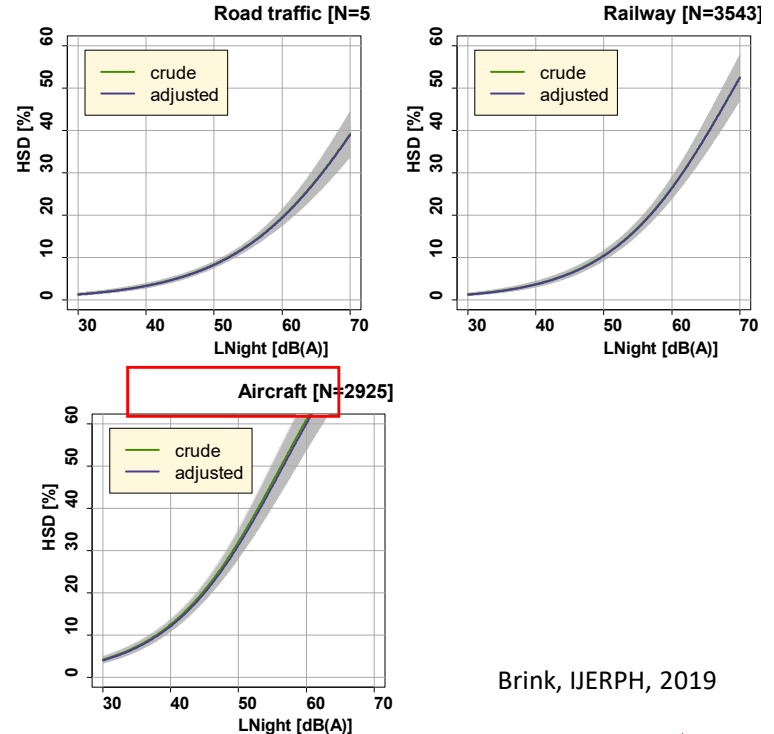 Road traffic [N=5
HSD [%]
60
50
40
30
20
10
0
crude
adjusted
30 40 50 60 70
LNight [dB(A)]
Railway [N=3543]
HSD [%]
60
50
40
30
20
10
0
crude
adjusted
30 40 50 60 70
LNight [dB(A)]
Aircraft [N=2925]
HSD [%]
60
50
40
30
20
10
0
crude
adjusted
30 40 50 60 70
LNight [dB(A)]
Brink, IJERPH, 2019